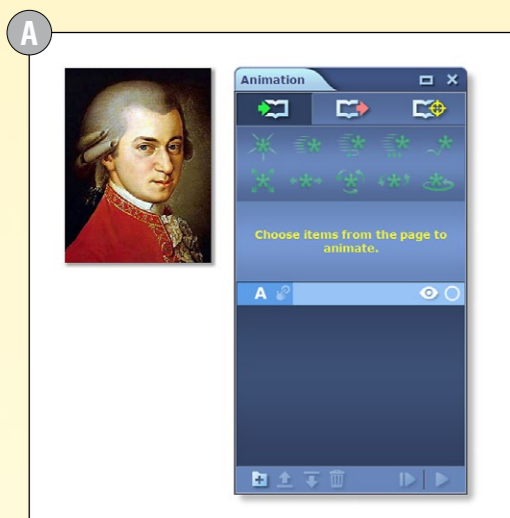 A
Animation
Choose items from the page to
animate.
A